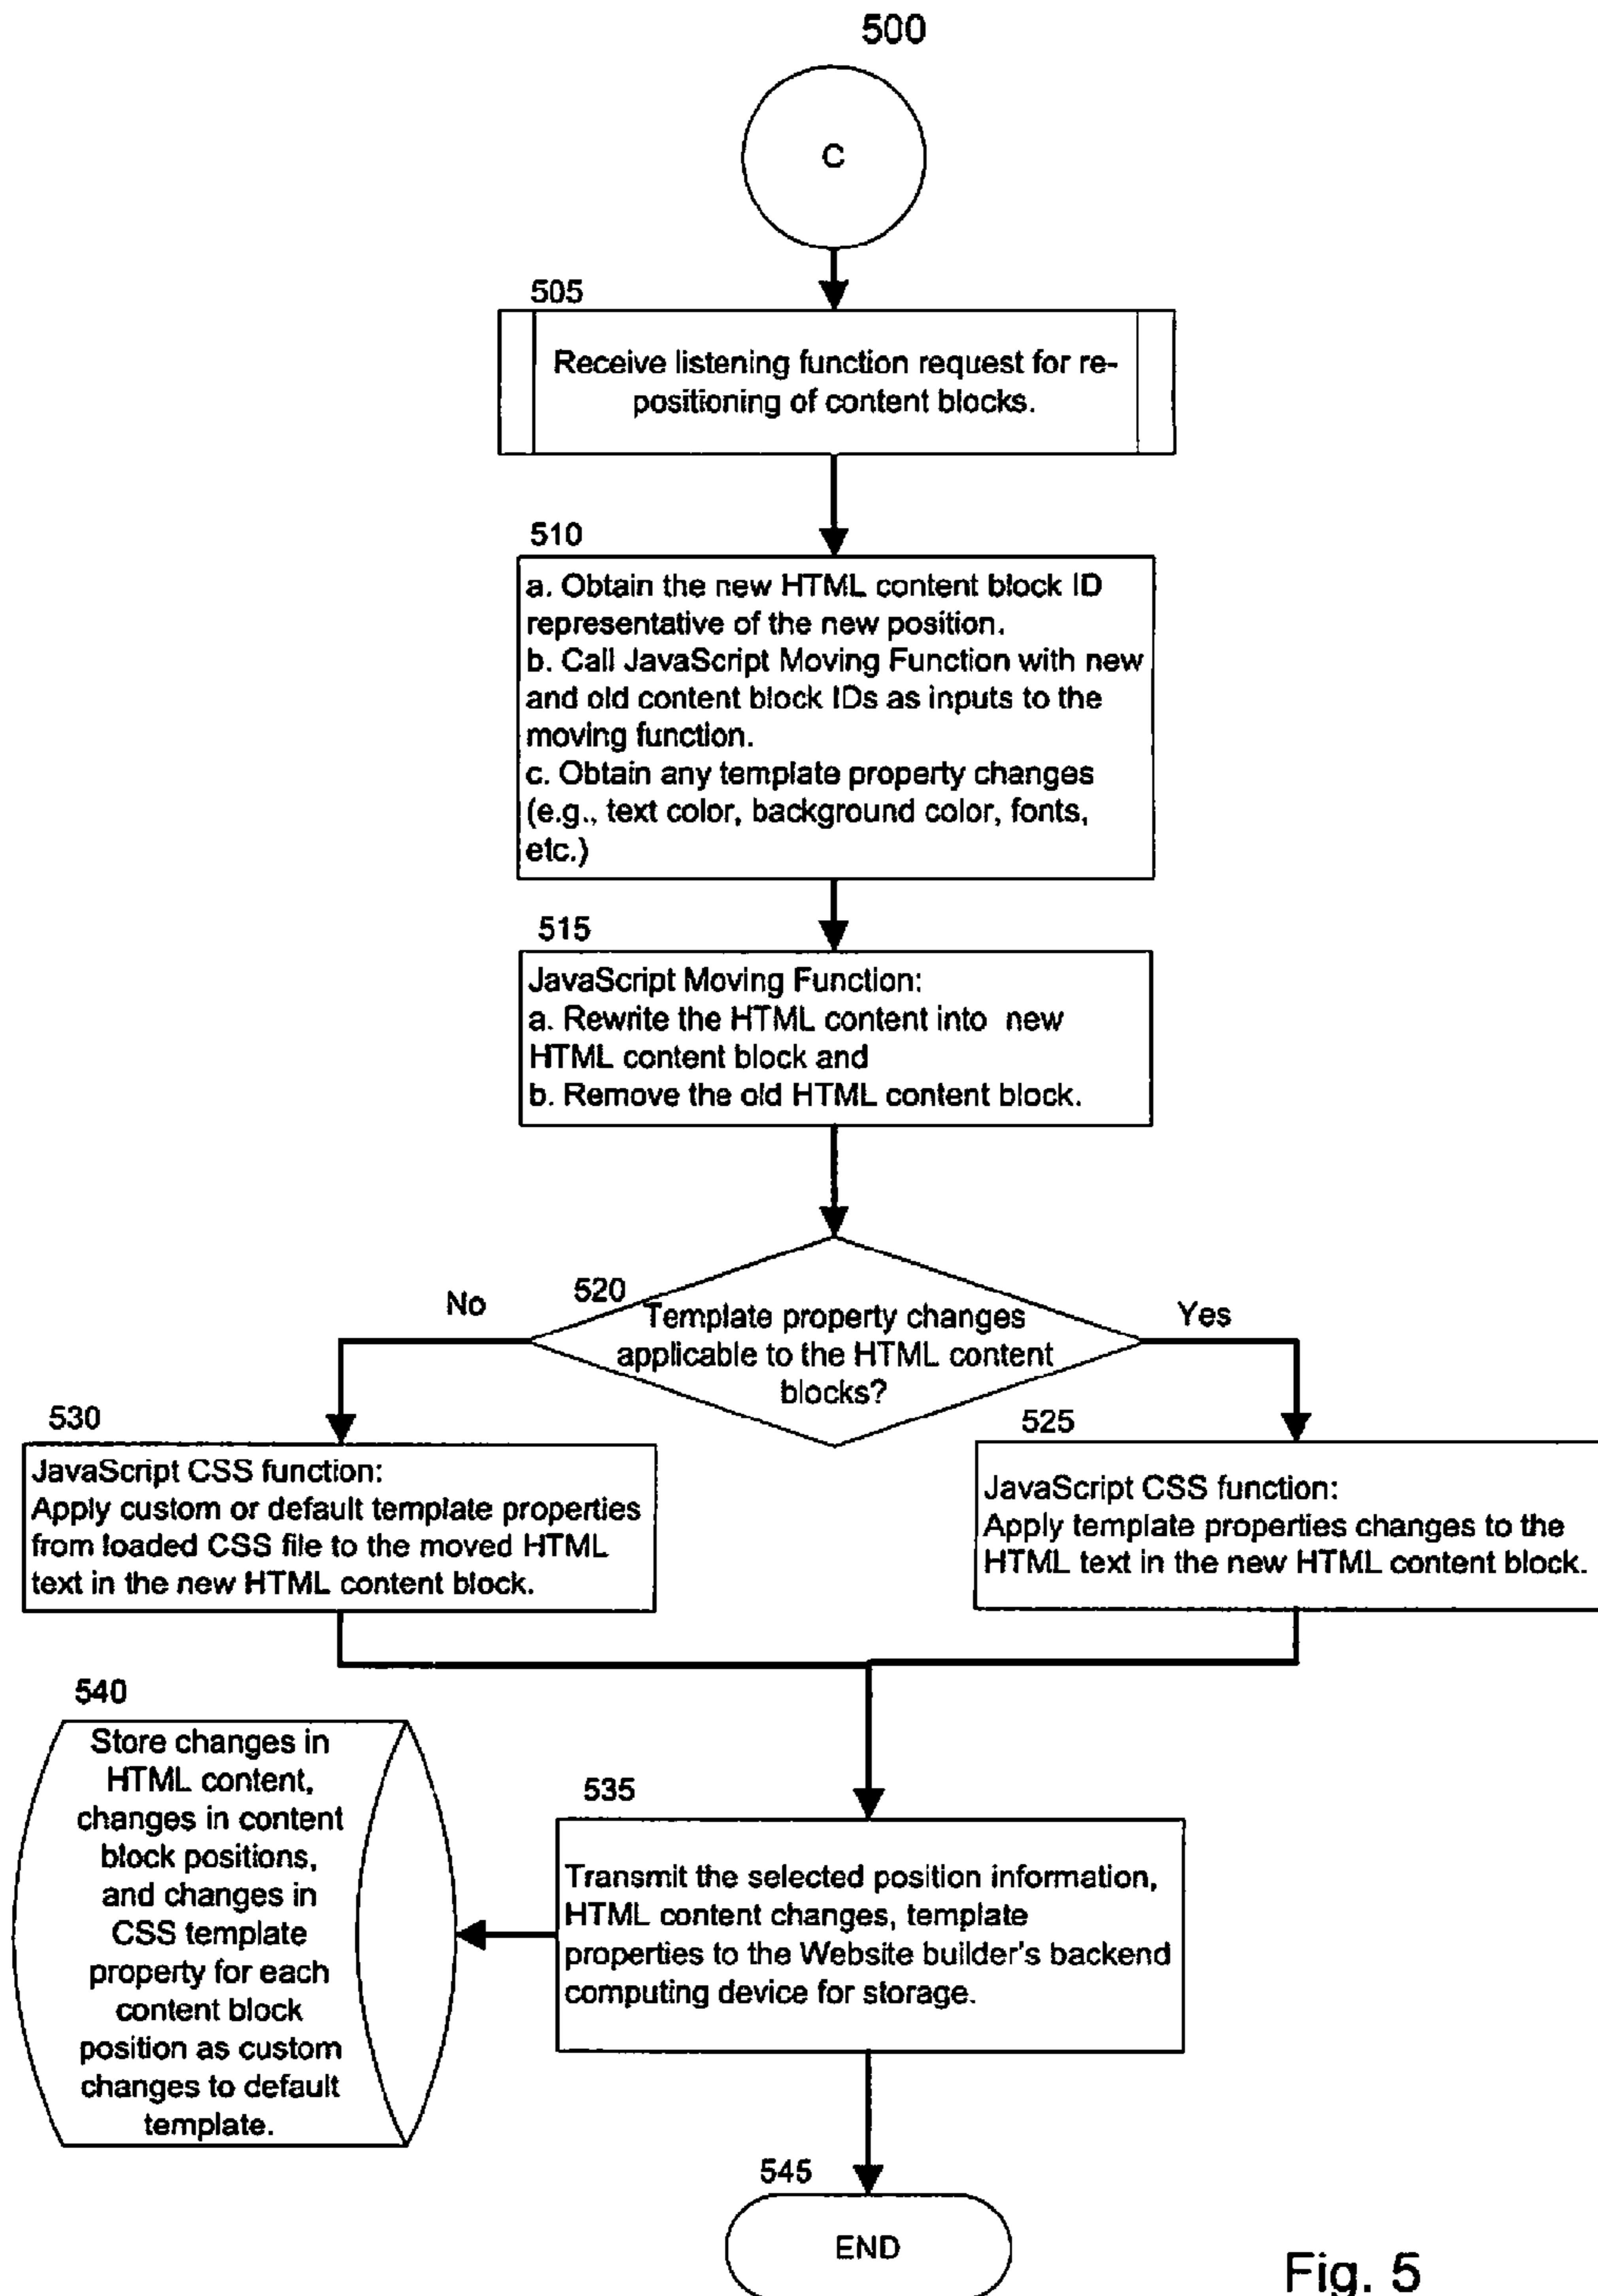 500
C
505
Receive listening function request for re-
positioning of content blocks.
510
a. Obtain the new HTML content block ID
representative of the new position.
b. Call JavaScript Moving Function with new
and old content block IDs as inputs to the
moving function.
c. Obtain any template property changes
(e.g., text color, background color, fonts,
etc.)
515
JavaScript Moving Function:
a. Rewrite the HTML content into new
HTML content block and
b. Remove the old HTML content block.
520
Template property changes
applicable to the HTML content
blocks?
No
Yes
530
JavaScript CSS function:
Apply custom or default template properties
from loaded CSS file to the moved HTML
text in the new HTML content block.
525
JavaScript CSS function:
Apply template properties changes to the
HTML text in the new HTML content block.
540
Store changes in
HTML content,
changes in content
block positions,
and changes in
CSS template
property for each
content block
position as custom
changes to default
template.
535
Transmit the selected position information,
HTML content changes, template
properties to the Website builder's backend
computing device for storage.
545
END
Fig. 5